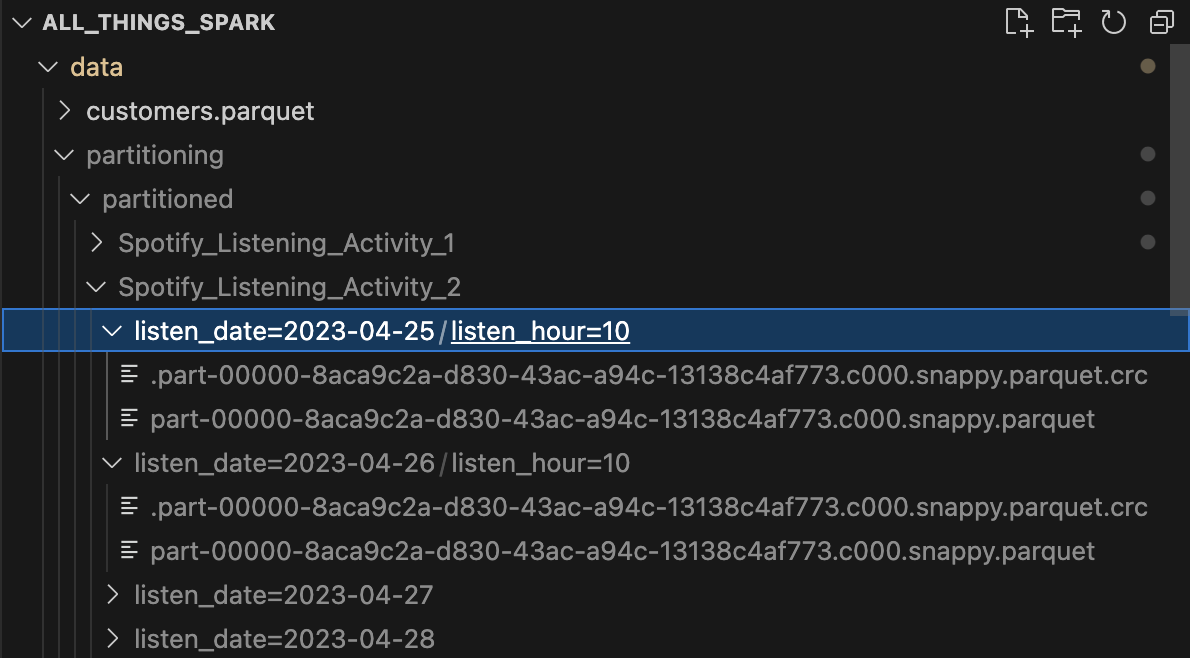 ALL_THINGS_SPARK
data
customers.parquet
partitioning
partitioned
Spotify_Listening_Activity_1
Spotify_Listening_Activity_2
listen_date=2023-04-25/listen_hour=10
.part-00000-8aca9c2a-d830-43ac-a94c-13138c4af773.c000.snappy.parquet.crc
part-00000-8aca9c2a-d830-43ac-a94c-13138c4af773.c000.snappy.parquet
listen_date=2023-04-26/listen_hour=10
.part-00000-8aca9c2a-d830-43ac-a94c-13138c4af773.c000.snappy.parquet.crc
part-00000-8aca9c2a-d830-43ac-a94c-13138c4af773.c000.snappy.parquet
listen_date=2023-04-27
listen_date=2023-04-28